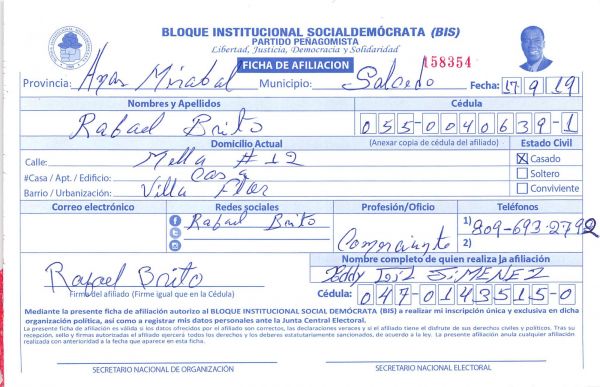 BLOQUE INSTITUCIONAL SOCIALDEMÓCRATA (BIS)
PARTIDO PEÑAGOMISTA
Libertad, Justicia, Democracia y Solidaridad
FICHA DE AFILIACION 158354
Provincia: Hnas Mirabal Municipio: Salcedo Fecha: 17 9 19
Nombres y Apellidos Cédula
Rafael Brito 055-0040639-1
Domicilio Actual (Anexar copia de cédula del afiliado) Estado Civil
Calle: Mella # 12 X Casado
#Casa / Apt. / Edificio: Casa Soltero
Barrio / Urbanización: Villa Flor Conviviente
Correo electrónico Redes sociales Profesión/Oficio Teléfonos
Rafael Brito Comerciante 1) 809-693-2792
2)
Nombre completo de quien realiza la afiliación
Rafael Brito JiMENEZ
Firma del afiliado (Firme igual que en la Cédula) Cédula: 047-0143515-0
Mediante la presente ficha de afiliación autorizo al BLOQUE INSTITUCIONAL SOCIAL DEMÓCRATA (BIS) a realizar mi inscripción única y exclusiva en dicha
organización política, así como a registrar mis datos personales ante la Junta Central Electoral.
La presente ficha de afiliación es válida si los datos ofrecidos por el afiliado son correctos, las declaraciones veraces y si el afiliado tiene el disfrute de sus derechos civiles y políticos. Tras su
recepción, sello y firmas autorizados el afiliado ejercerá todos los derechos y los deberes estatutariamente sancionados, de acuerdo a la ley. La presente afiliación anula cualquier afiliación
realizada con anterioridad a la fecha que aparece en esta ficha.
SECRETARIO NACIONAL DE ORGANIZACIÓN SECRETARIO NACIONAL ELECTORAL